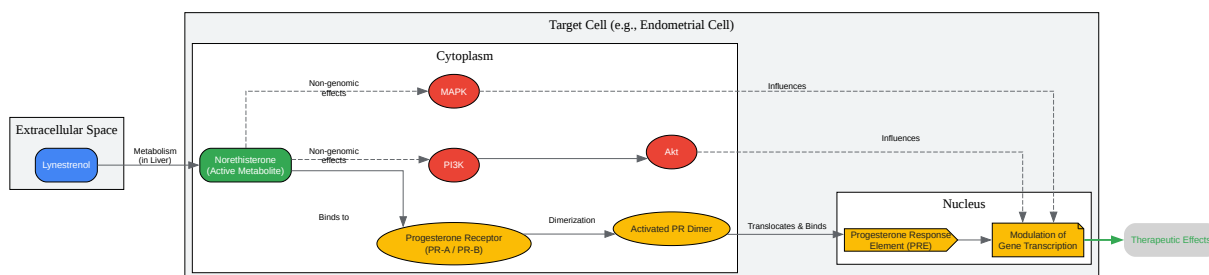 Target Cell (e.g., Endometrial Cell)
Cytoplasm
Non-genomic
effects
MAPK
Influences
Extracellular Space
Lynestrenol
Metabolism
(in Liver)
Norethisterone
(Active Metabolite)
Non-genomic
effects
PI3K
Akt
Influences
Binds to
Progesterone Receptor
(PR-A / PR-B)
Dimerization
Activated PR Dimer
Translocates & Binds
Nucleus
Progesterone Response
Element (PRE)
Modulation of
Gene Transcription
Therapeutic Effects